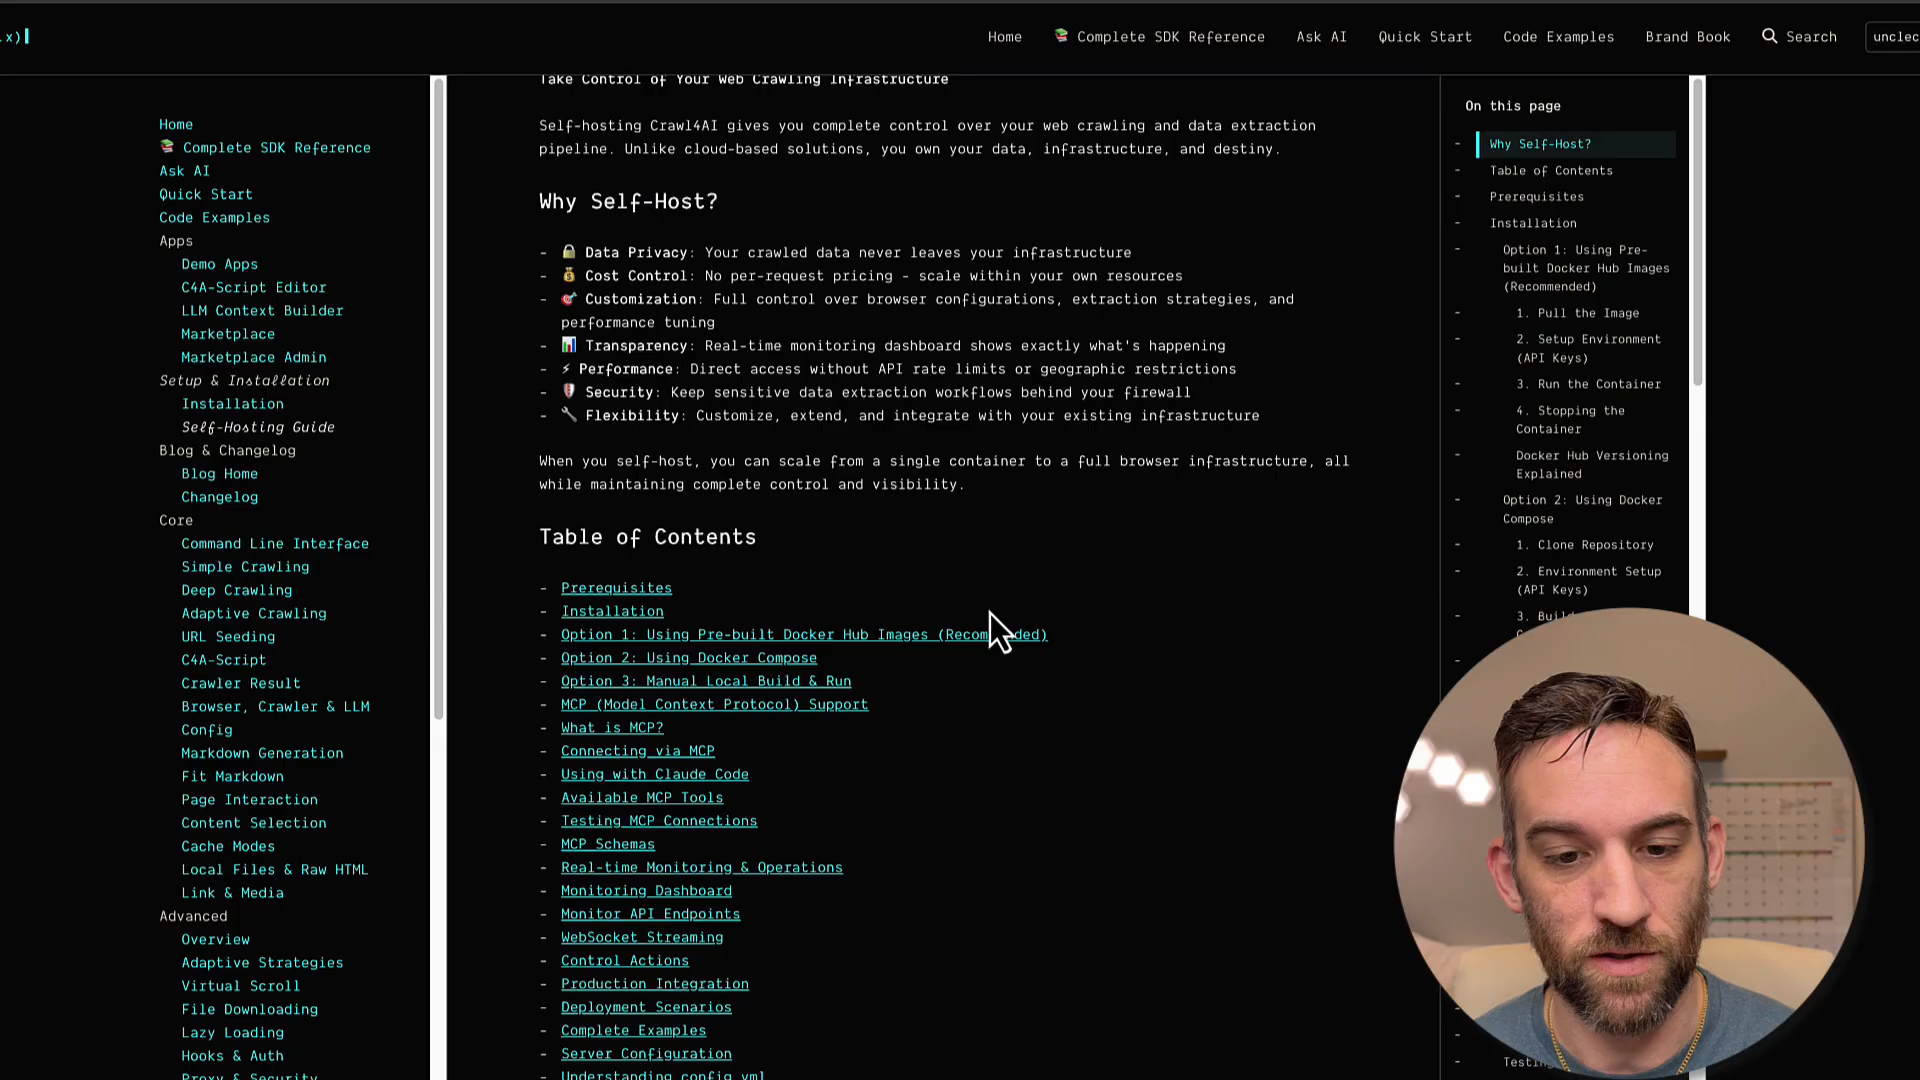 .x)
Home
Complete SDK Reference
Ask AI
Quick Start
Code Examples
Brand Book
Search
unclec
Home
Complete SDK Reference
Ask AI
Quick Start
Code Examples
Apps
Demo Apps
C4A-Script Editor
LLM Context Builder
Marketplace
Marketplace Admin
Setup & Installation
Installation
Self-Hosting Guide
Blog & Changelog
Blog Home
Changelog
Core
Command Line Interface
Simple Crawling
Deep Crawling
Adaptive Crawling
URL Seeding
C4A-Script
Crawler Result
Browser, Crawler & LLM
Config
Markdown Generation
Fit Markdown
Page Interaction
Content Selection
Cache Modes
Local Files & Raw HTML
Link & Media
Advanced
Overview
Adaptive Strategies
Virtual Scroll
File Downloading
Lazy Loading
Hooks & Auth
Proxy & Security
Take Control of Your Web Crawling Infrastructure
Self-hosting Crawl4AI gives you complete control over your web crawling and data extraction
pipeline. Unlike cloud-based solutions, you own your data, infrastructure, and destiny.
Why Self-Host?
- 🔒 Data Privacy: Your crawled data never leaves your infrastructure
- 💰 Cost Control: No per-request pricing - scale within your own resources
- 🎯 Customization: Full control over browser configurations, extraction strategies, and
performance tuning
- 📊 Transparency: Real-time monitoring dashboard shows exactly what's happening
- ⚡ Performance: Direct access without API rate limits or geographic restrictions
- 🛡️ Security: Keep sensitive data extraction workflows behind your firewall
- 🔧 Flexibility: Customize, extend, and integrate with your existing infrastructure
When you self-host, you can scale from a single container to a full browser infrastructure, all
while maintaining complete control and visibility.
Table of Contents
- Prerequisites
- Installation
- Option 1: Using Pre-built Docker Hub Images (Recommended)
- Option 2: Using Docker Compose
- Option 3: Manual Local Build & Run
- MCP (Model Context Protocol) Support
- What is MCP?
- Connecting via MCP
- Using with Claude Code
- Available MCP Tools
- Testing MCP Connections
- MCP Schemas
- Real-time Monitoring & Operations
- Monitoring Dashboard
- Monitor API Endpoints
- WebSocket Streaming
- Control Actions
- Production Integration
- Deployment Scenarios
- Complete Examples
- Server Configuration
Understanding config.yml
On this page
- Why Self-Host?
- Table of Contents
- Prerequisites
- Installation
- Option 1: Using Pre-
built Docker Hub Images
(Recommended)
- 1. Pull the Image
- 2. Setup Environment
(API Keys)
- 3. Run the Container
- 4. Stopping the
Container
- Docker Hub Versioning
Explained
- Option 2: Using Docker
Compose
- 1. Clone Repository
- 2. Environment Setup
(API Keys)
- 3. Buil
-
-
- Testin